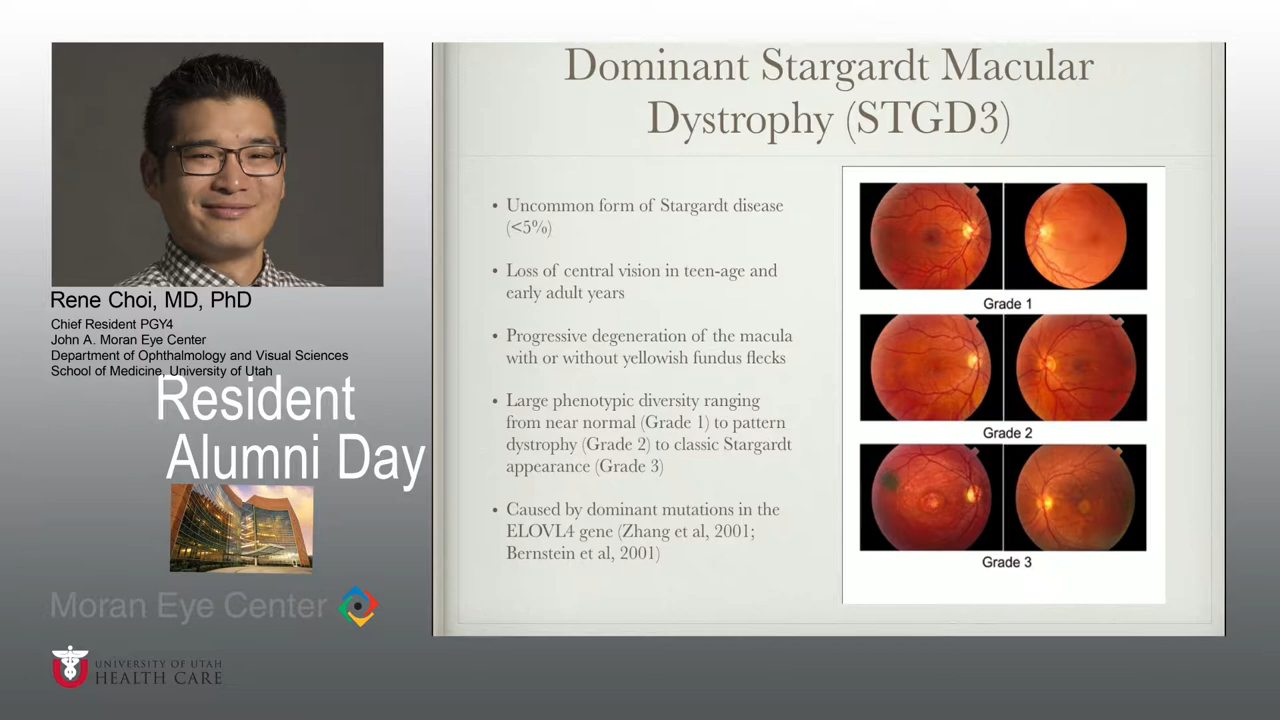 Rene Choi, MD, PhD
Chief Resident PGY4
John A. Moran Eye Center
Department of Ophthalmology and Visual Sciences
School of Medicine, University of Utah
Resident
Alumni Day
Moran Eye Center
UNIVERSITY OF UTAH
HEALTH CARE
Dominant Stargardt Macular
Dystrophy (STGD3)
• Uncommon form of Stargardt disease
(<5%)
• Loss of central vision in teen-age and
early adult years
• Progressive degeneration of the macula
with or without yellowish fundus flecks
• Large phenotypic diversity ranging
from near normal (Grade 1) to pattern
dystrophy (Grade 2) to classic Stargardt
appearance (Grade 3)
• Caused by dominant mutations in the
ELOVL4 gene (Zhang et al, 2001;
Bernstein et al, 2001)
Grade 1
Grade 2
Grade 3